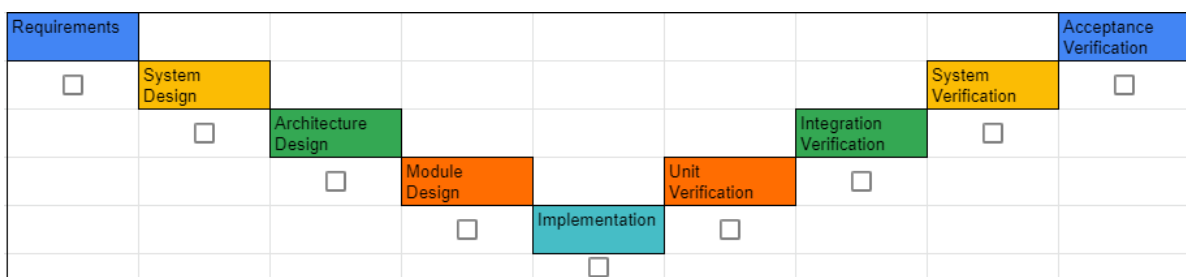 Requirements
Acceptance
Verification
System
Design
System
Verification
Architecture
Design
Integration
Verification
Module
Design
Unit
Verification
Implementation